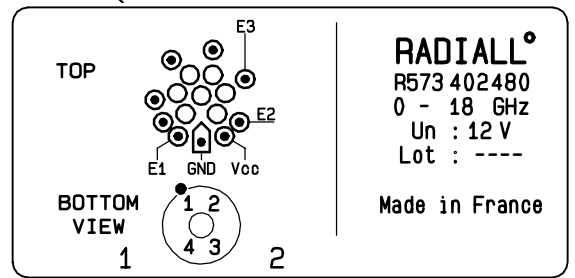 E3
TOP
E2
E1 GND Vcc
BOTTOM
VIEW
1 2
4 3
1 2
RADIALL°
R573 402480
0 - 18 GHz
Un : 12 V
Lot : ----
Made in France